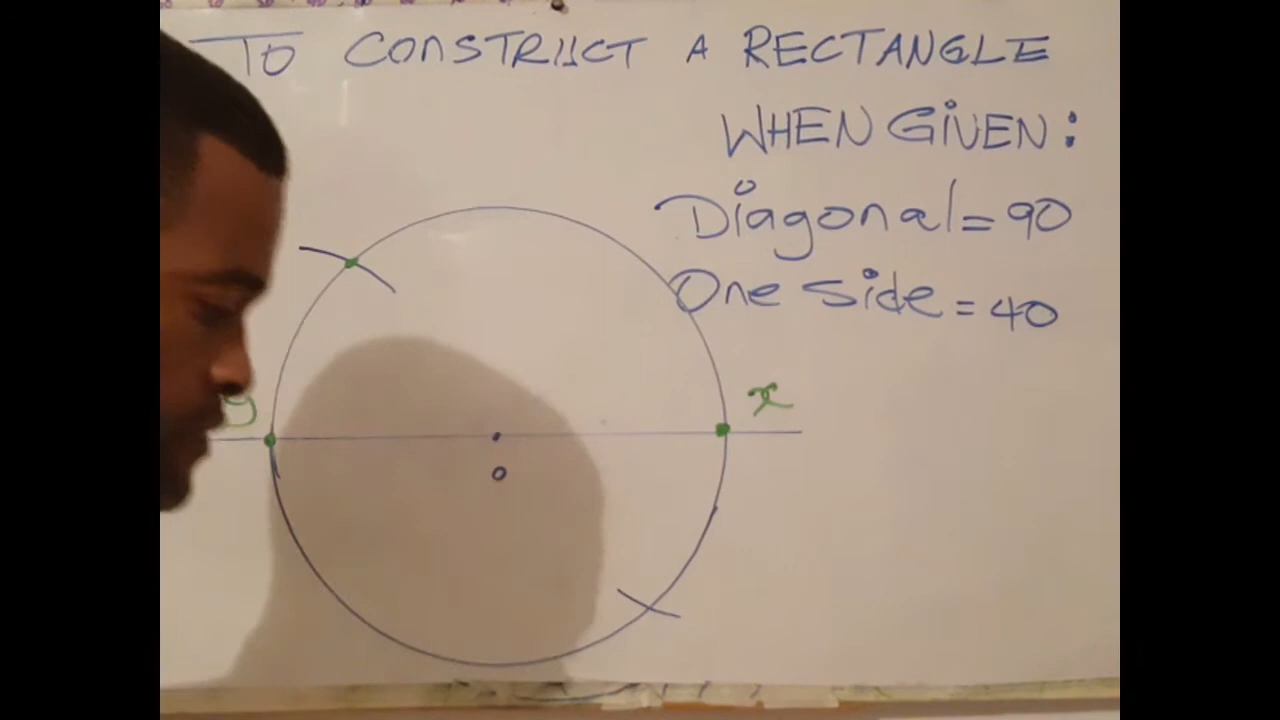 TO CONSTRUCT A RECTANGLE
WHEN GIVEN:
Diagonal = 90
One side = 40
y
x
o